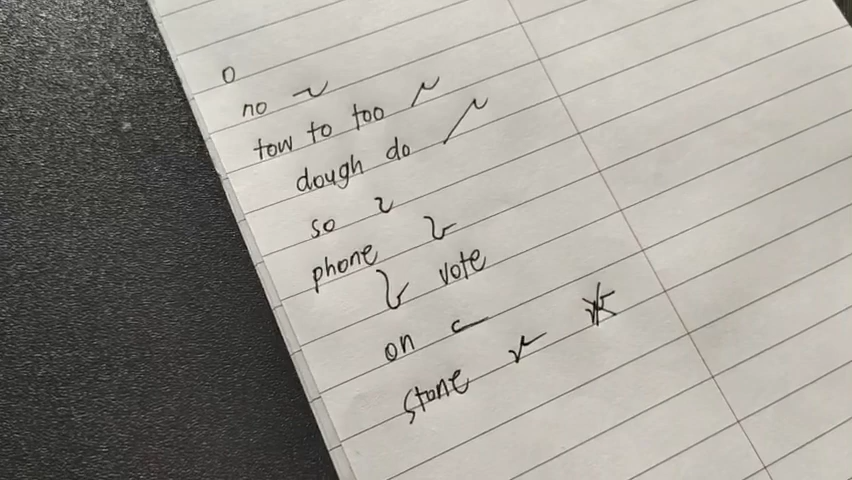 o
no
tow to too
dough do
so
phone
vote
on
stone